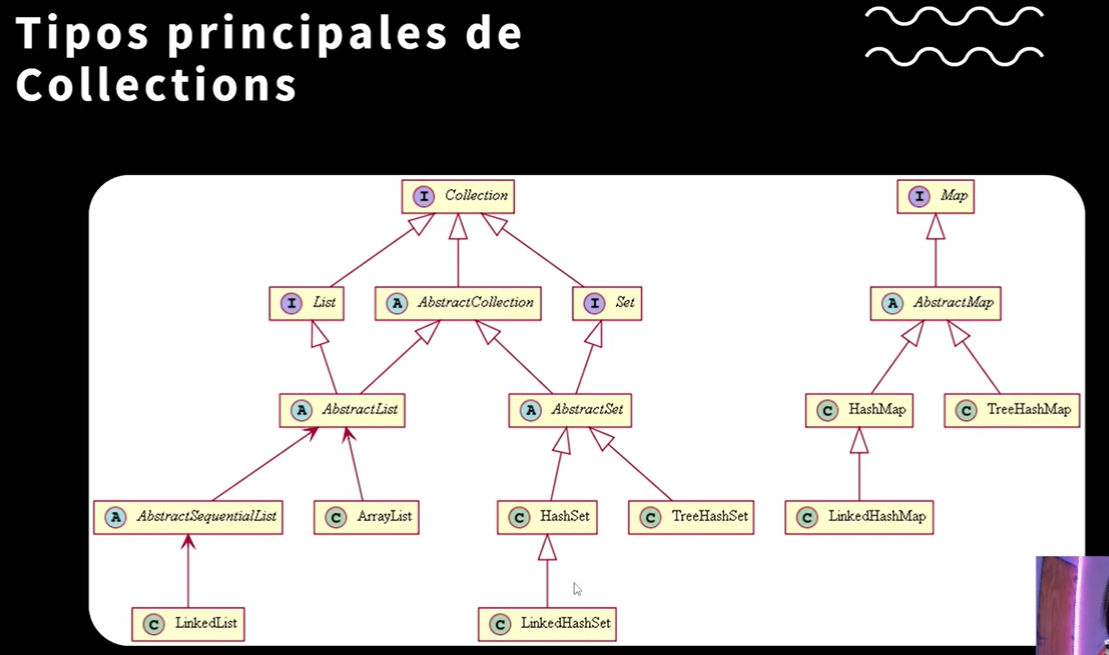 Tipos principales de
Collections
I Collection
I Map
I List
A AbstractCollection
I Set
A AbstractMap
A AbstractList
A AbstractSet
C HashMap
C TreeHashMap
A AbstractSequentialList
C ArrayList
C HashSet
C TreeHashSet
C LinkedHashMap
C LinkedList
C LinkedHashSet